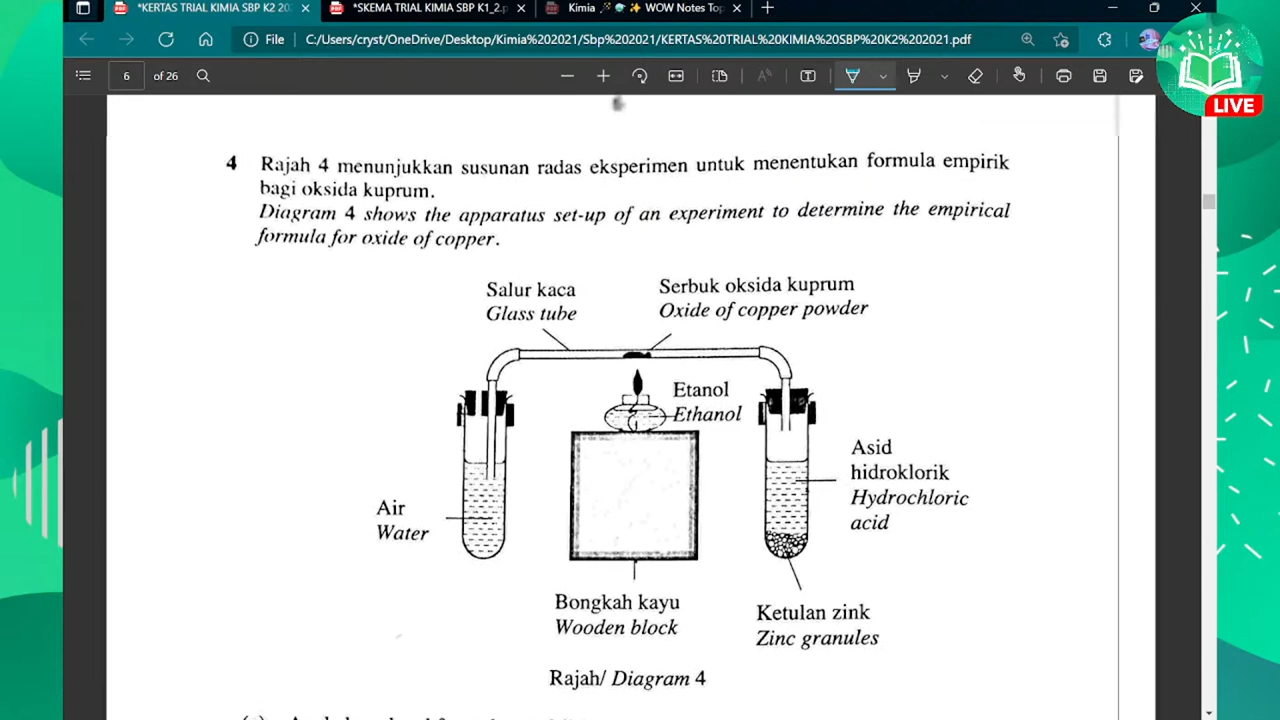 *KERTAS TRIAL KIMIA SBP K2 202
*SKEMA TRIAL KIMIA SBP K1_2.p
Kimia 🪄 🎓 ✨ WOW Notes Top
File C:/Users/cryst/OneDrive/Desktop/Kimia%202021/Sbp%202021/KERTAS%20TRIAL%20KIMIA%20SBP%20K2%202021.pdf
6 of 26
LIVE
4 Rajah 4 menunjukkan susunan radas eksperimen untuk menentukan formula empirik
bagi oksida kuprum.
Diagram 4 shows the apparatus set-up of an experiment to determine the empirical
formula for oxide of copper.
Salur kaca
Glass tube
Serbuk oksida kuprum
Oxide of copper powder
Etanol
Ethanol
Asid
hidroklorik
Hydrochloric
acid
Air
Water
Bongkah kayu
Wooden block
Ketulan zink
Zinc granules
Rajah/ Diagram 4